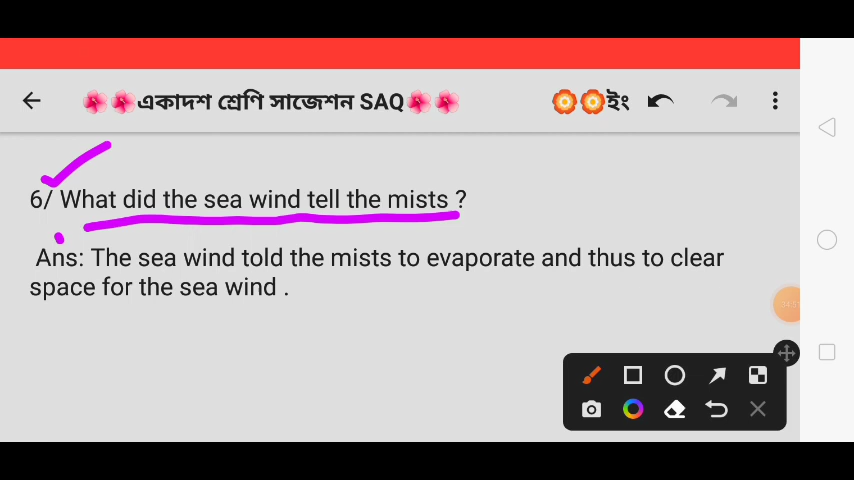 একাদশ শ্রেণি সাজেশন SAQ ইং
6/ What did the sea wind tell the mists ?
Ans: The sea wind told the mists to evaporate and thus to clear
space for the sea wind .